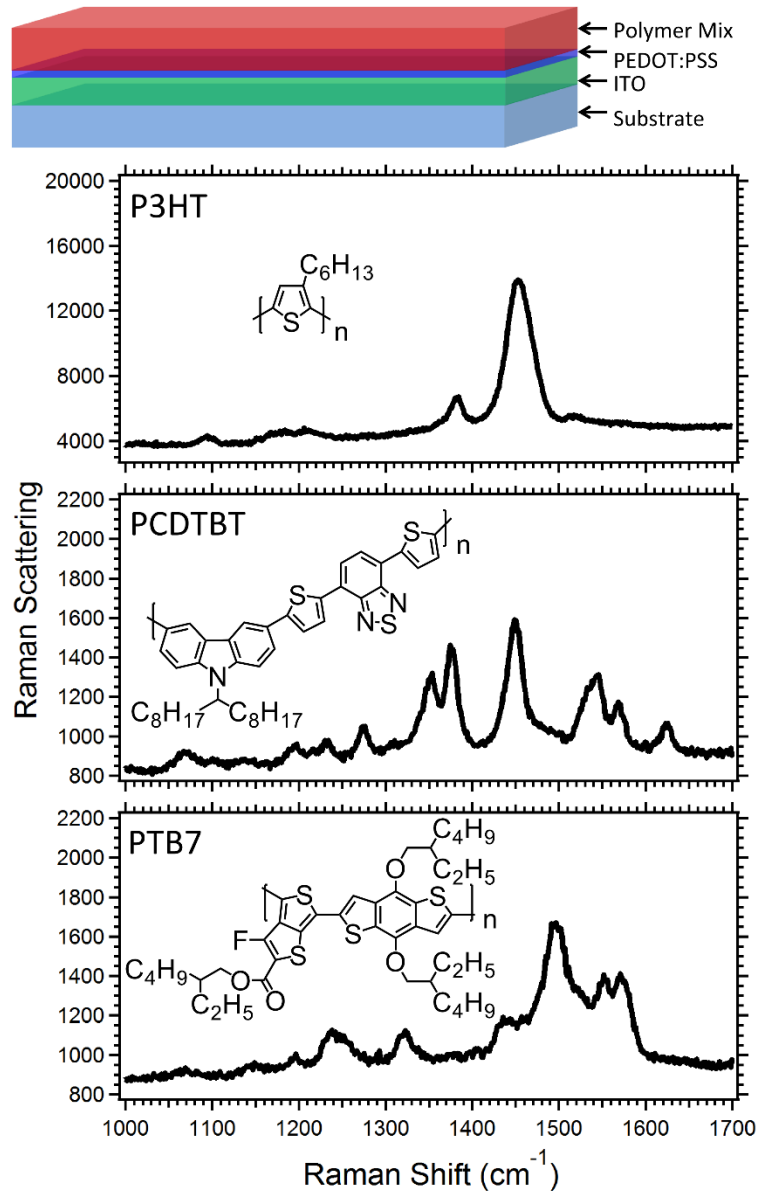 Polymer Mix
PEDOT:PSS
ITO
Substrate
20000
16000
12000
8000
4000
P3HT
C6H13
S
n
2200
2000
1800
1600
1400
1200
1000
800
PCDTBT
S
n
S
N
N-S
N
C8H17 C8H17
Raman Scattering
2200
2000
1800
1600
1400
1200
1000
800
PTB7
C4H9
C2H5
O
S
S
n
F
S
S
O
C4H9
O
O
C2H5
C2H5
C4H9
1000 1100 1200 1300 1400 1500 1600 1700
Raman Shift (cm-1)